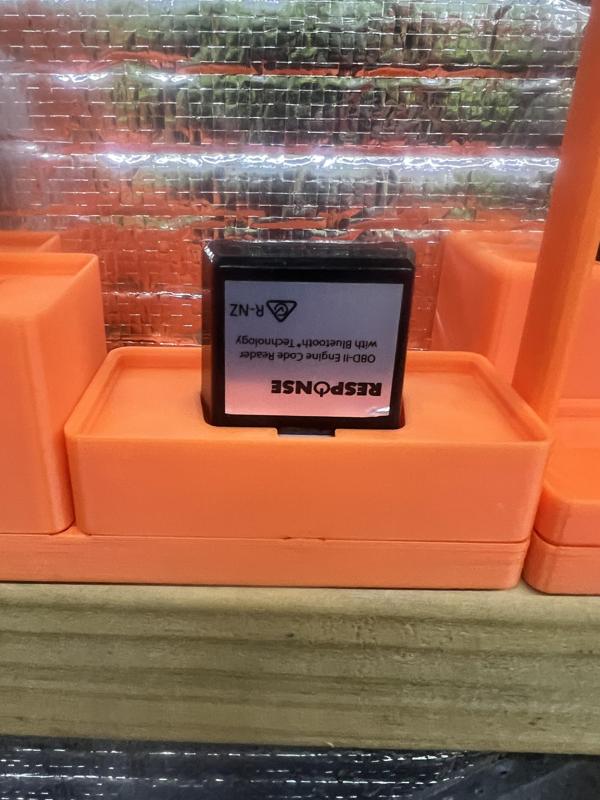 RESPONSE
OBD-II Engine Code Reader
with Bluetooth® Technology
R-NZ